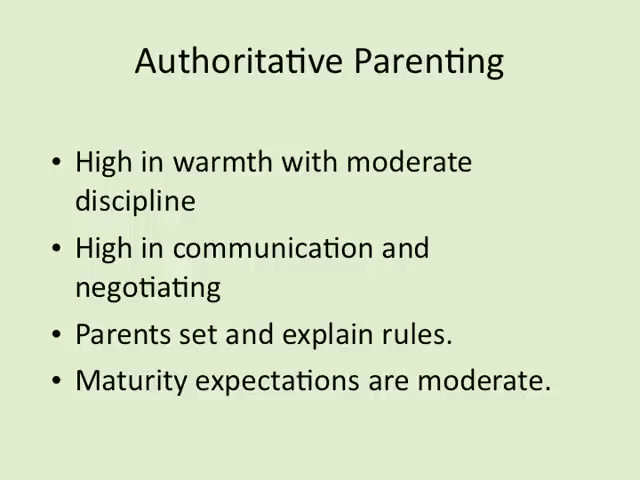 Authoritative Parenting
• High in warmth with moderate
discipline
• High in communication and
negotiating
• Parents set and explain rules.
• Maturity expectations are moderate.